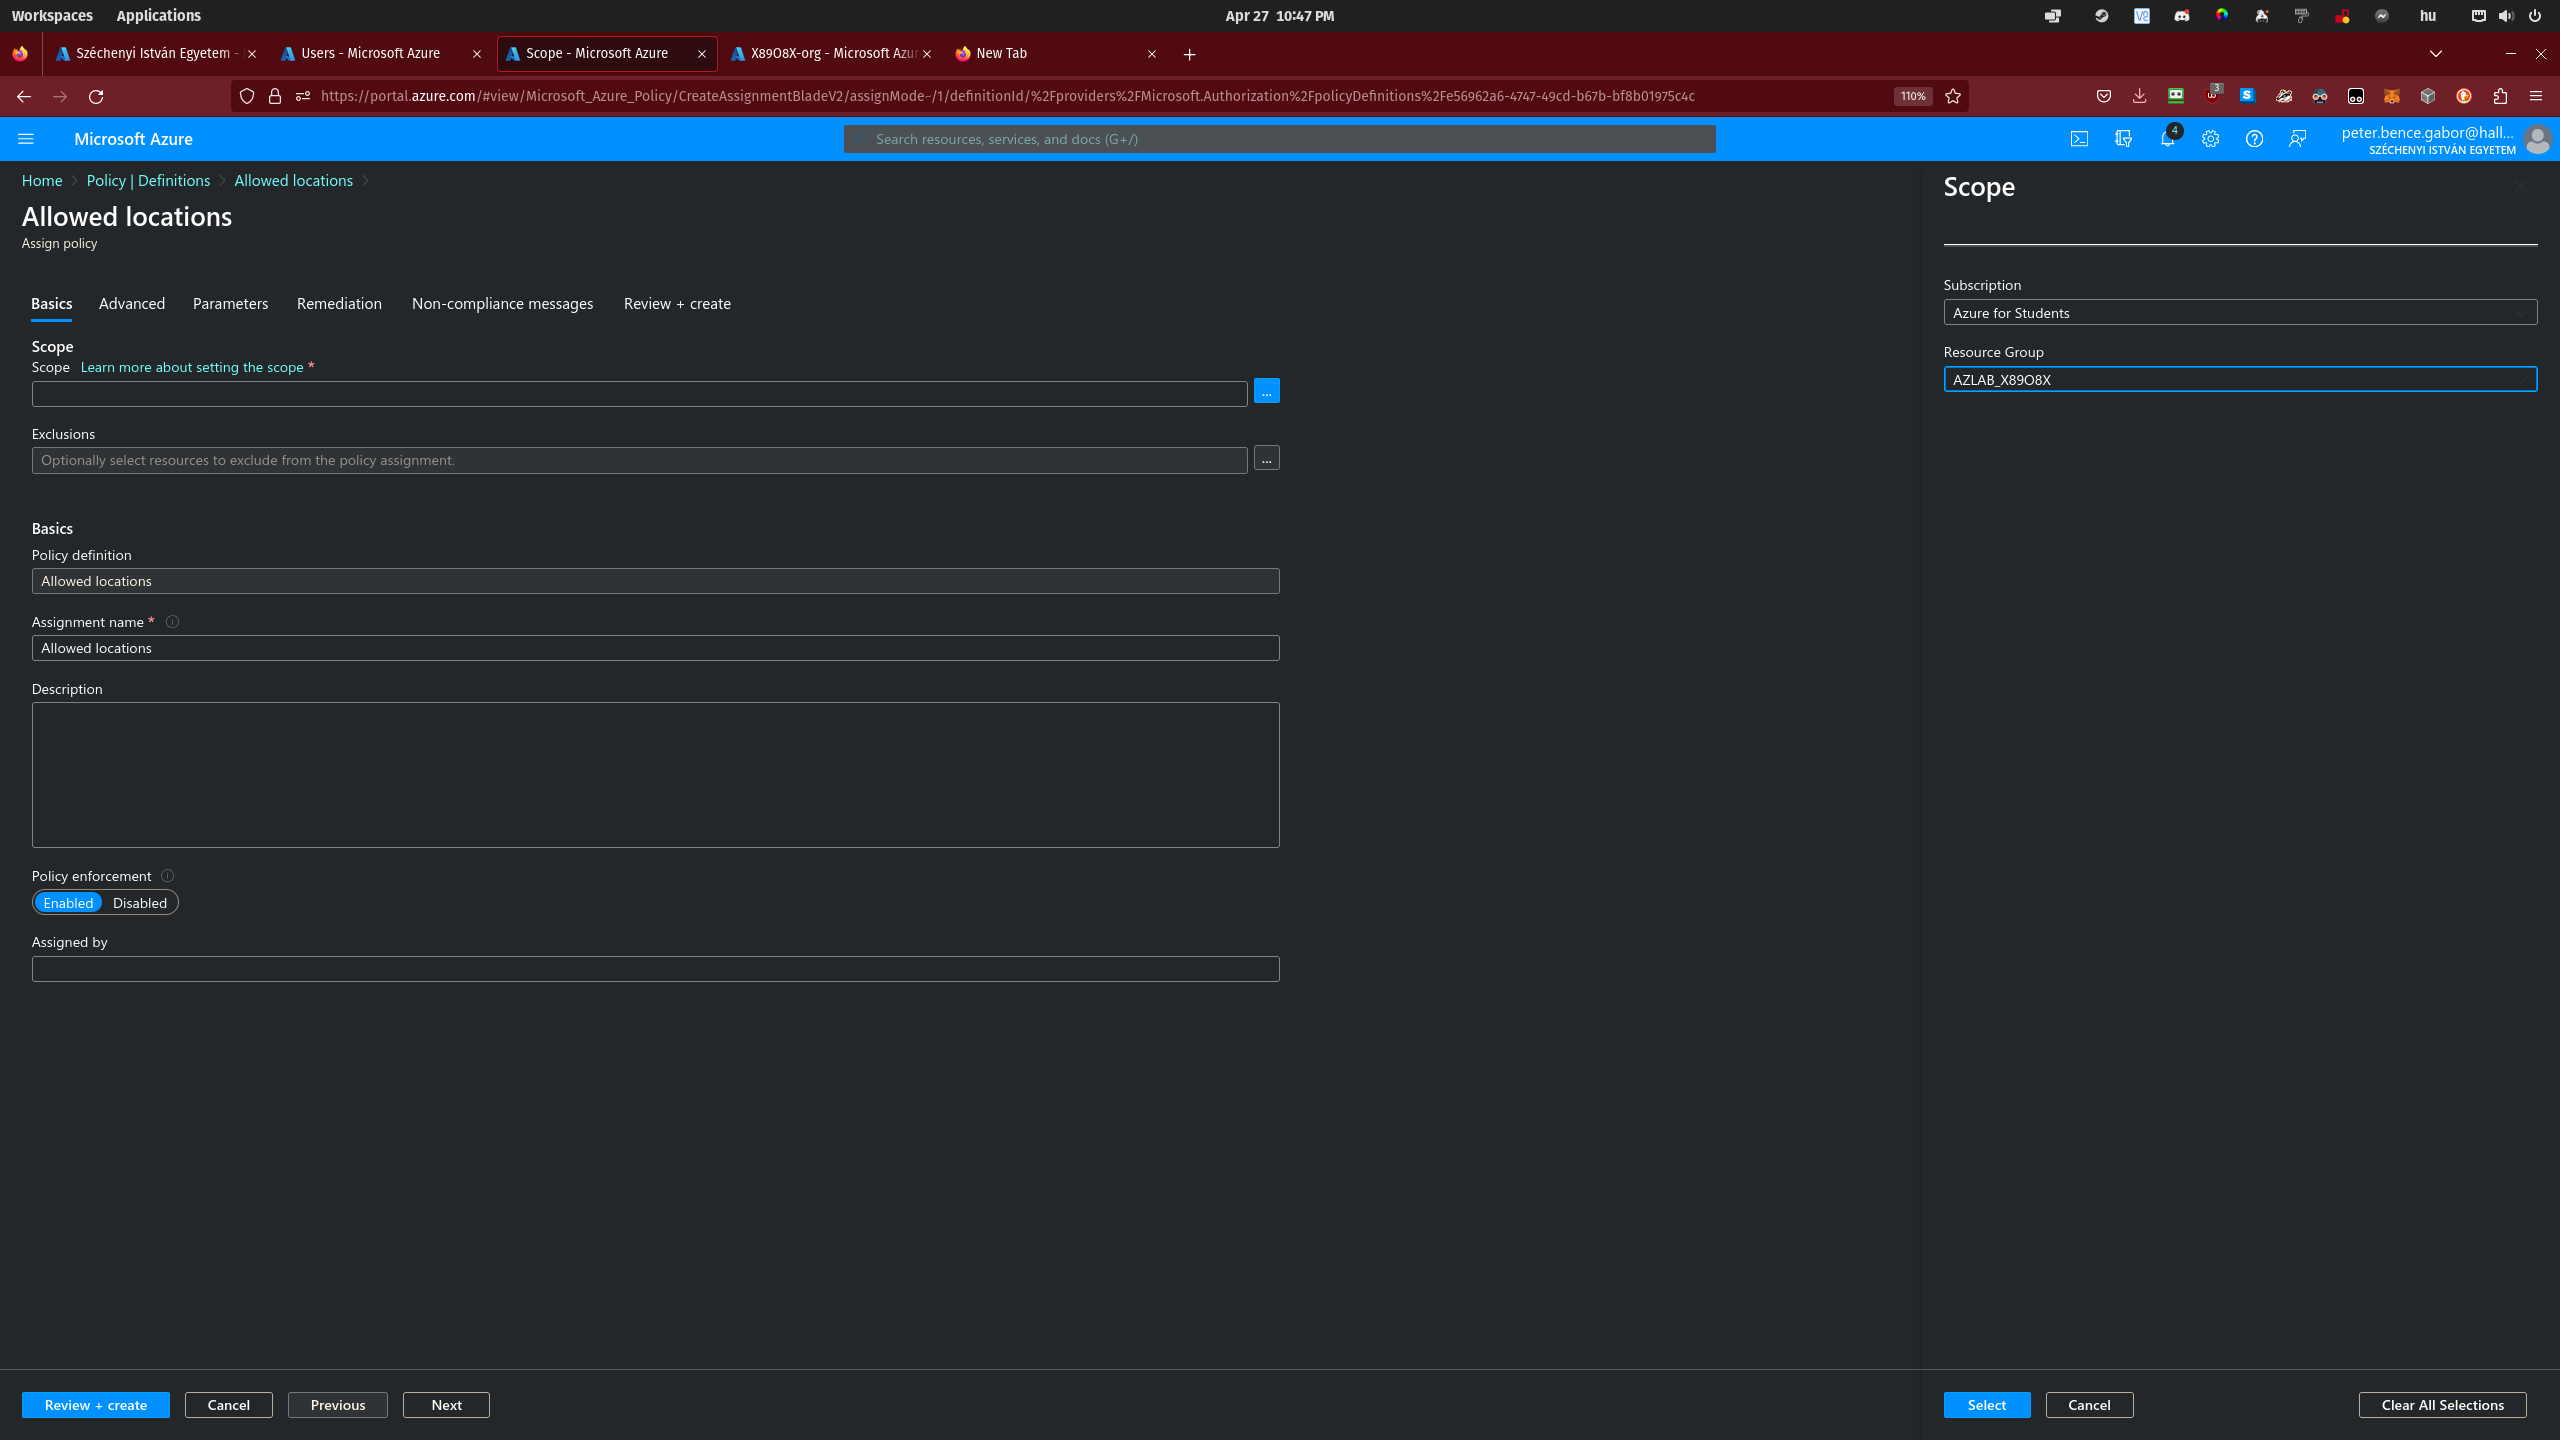 Workspaces Applications Apr 27 10:47 PM hu
Széchenyi István Egyetem - Users - Microsoft Azure Scope - Microsoft Azure X89O8X-org - Microsoft Azur New Tab
https://portal.azure.com/#view/Microsoft_Azure_Policy/CreateAssignmentBladeV2/assignMode~/1/definitionId/%2Fproviders%2FMicrosoft.Authorization%2FpolicyDefinitions%2Fe56962a6-4747-49cd-b67b-bf8b01975c4c 110% 3
Microsoft Azure Search resources, services, and docs (G+/) 4 peter.bence.gabor@hall...
SZÉCHENYI ISTVÁN EGYETEM
Home Policy | Definitions Allowed locations
Allowed locations
Assign policy
Basics Advanced Parameters Remediation Non-compliance messages Review + create
Scope
Scope Learn more about setting the scope *
...
Exclusions
Optionally select resources to exclude from the policy assignment. ...
Basics
Policy definition
Allowed locations
Assignment name *
Allowed locations
Description
Policy enforcement
Enabled Disabled
Assigned by
Review + create Cancel Previous Next
Scope
Subscription
Azure for Students
Resource Group
AZLAB_X89O8X
Select Cancel Clear All Selections